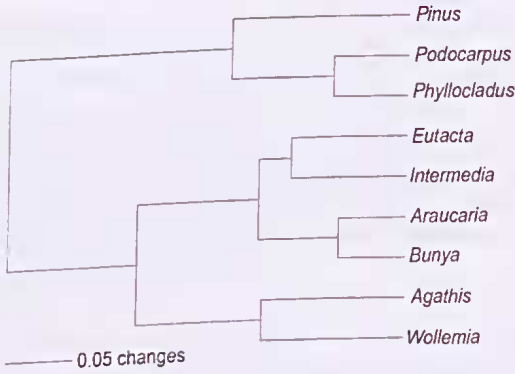 Pinus
Podocarpus
Phyllocladus
Eutacta
Intermedia
Araucaria
Bunya
Agathis
Wollemia
0.05 changes